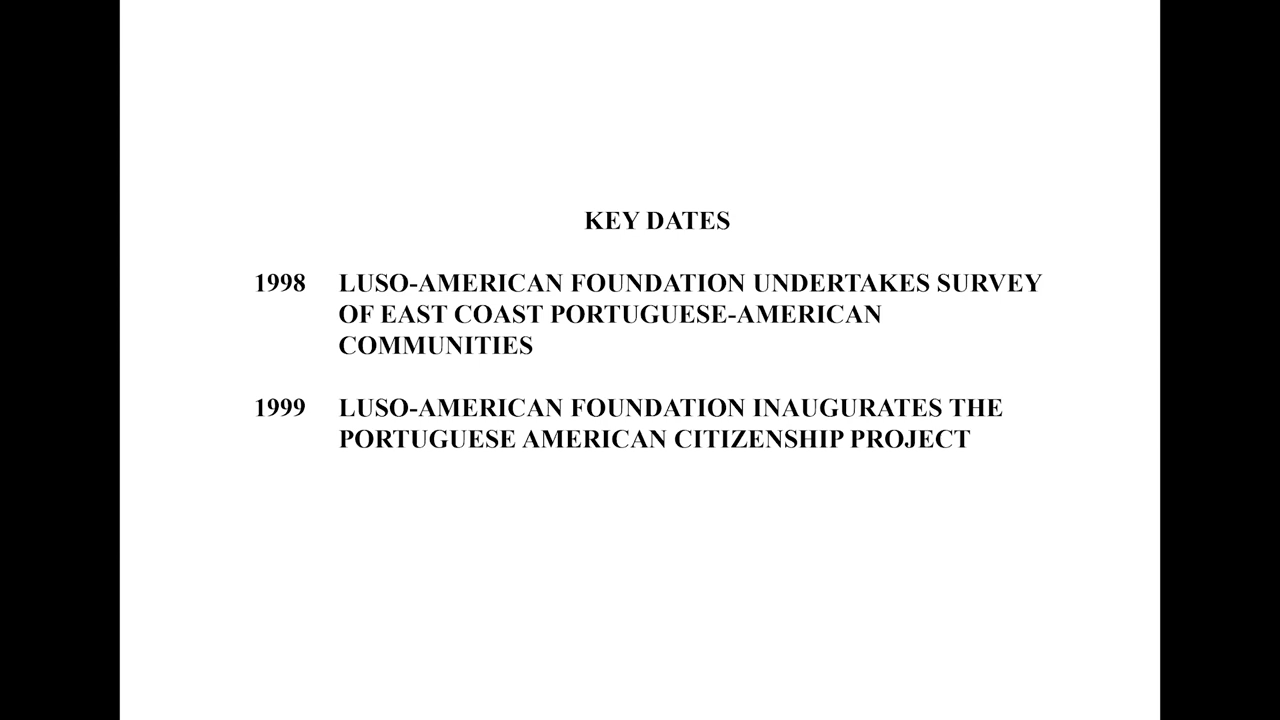 KEY DATES
1998 LUSO-AMERICAN FOUNDATION UNDERTAKES SURVEY
OF EAST COAST PORTUGUESE-AMERICAN
COMMUNITIES
1999 LUSO-AMERICAN FOUNDATION INAUGURATES THE
PORTUGUESE AMERICAN CITIZENSHIP PROJECT